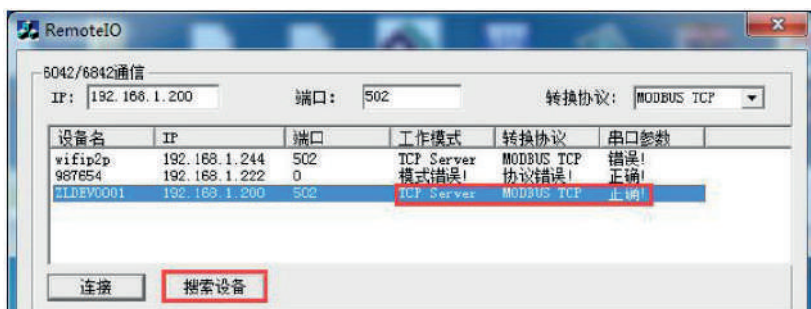 RemoteIO
6042/6842通信
IP: 192.168.1.200 端口: 502 转换协议: MODBUS TCP
设备名 IP 端口 工作模式 转换协议 串口参数
wifip2p 192.168.1.244 502 TCP Server MODBUS TCP 错误!
987654 192.168.1.222 0 模式错误! 协议错误! 正确!
ZLDEV0001 192.168.1.200 502 TCP Server MODBUS TCP 正确!
连接 搜索设备